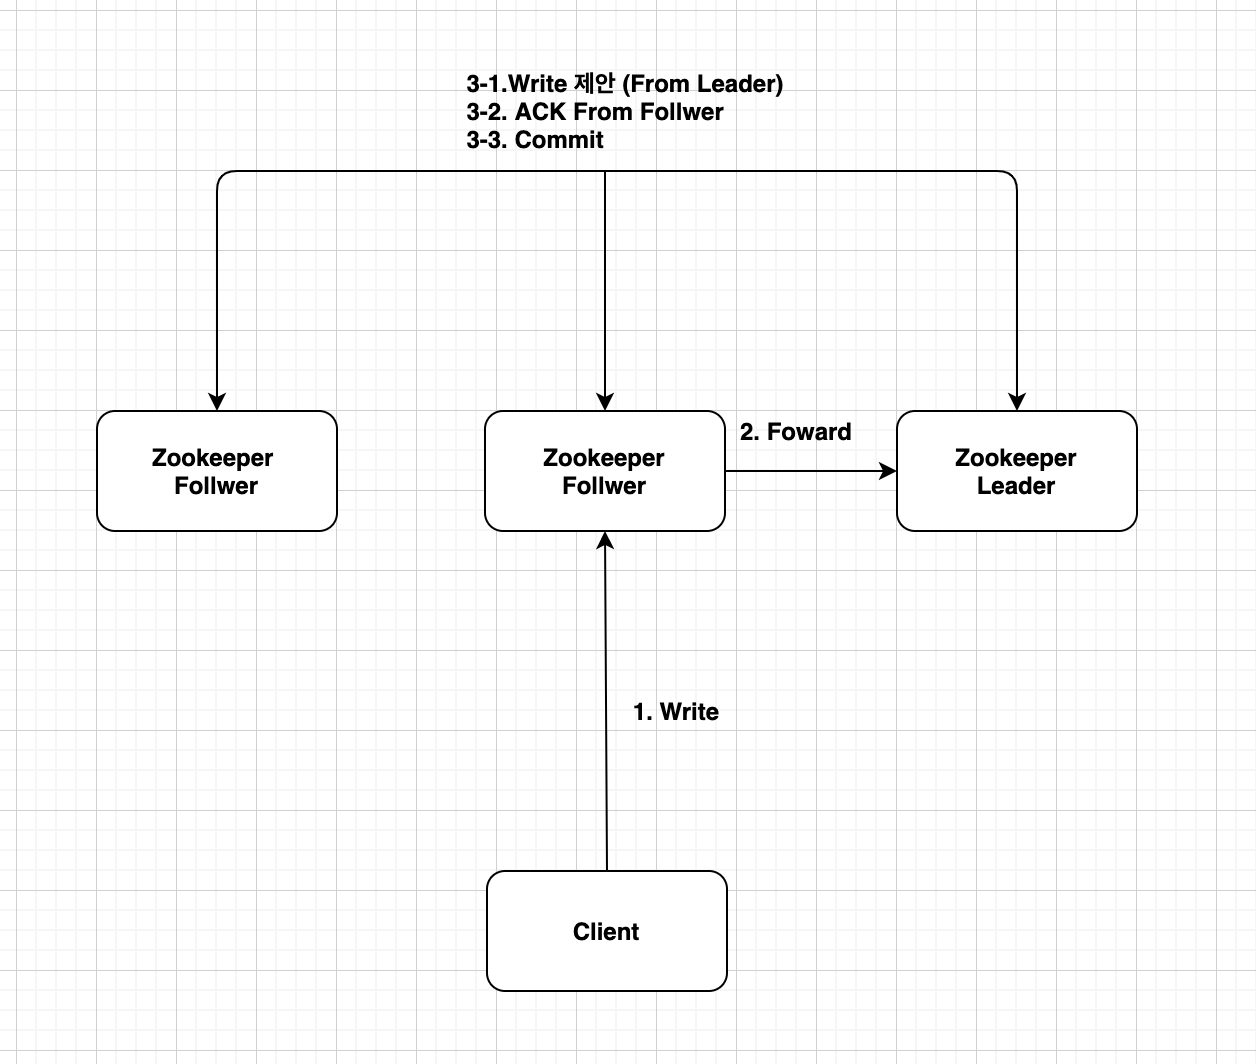 3-1.Write 제안 (From Leader)
3-2. ACK From Follwer
3-3. Commit
Zookeeper
Follwer
Zookeeper
Follwer
2. Foward
Zookeeper
Leader
1. Write
Client